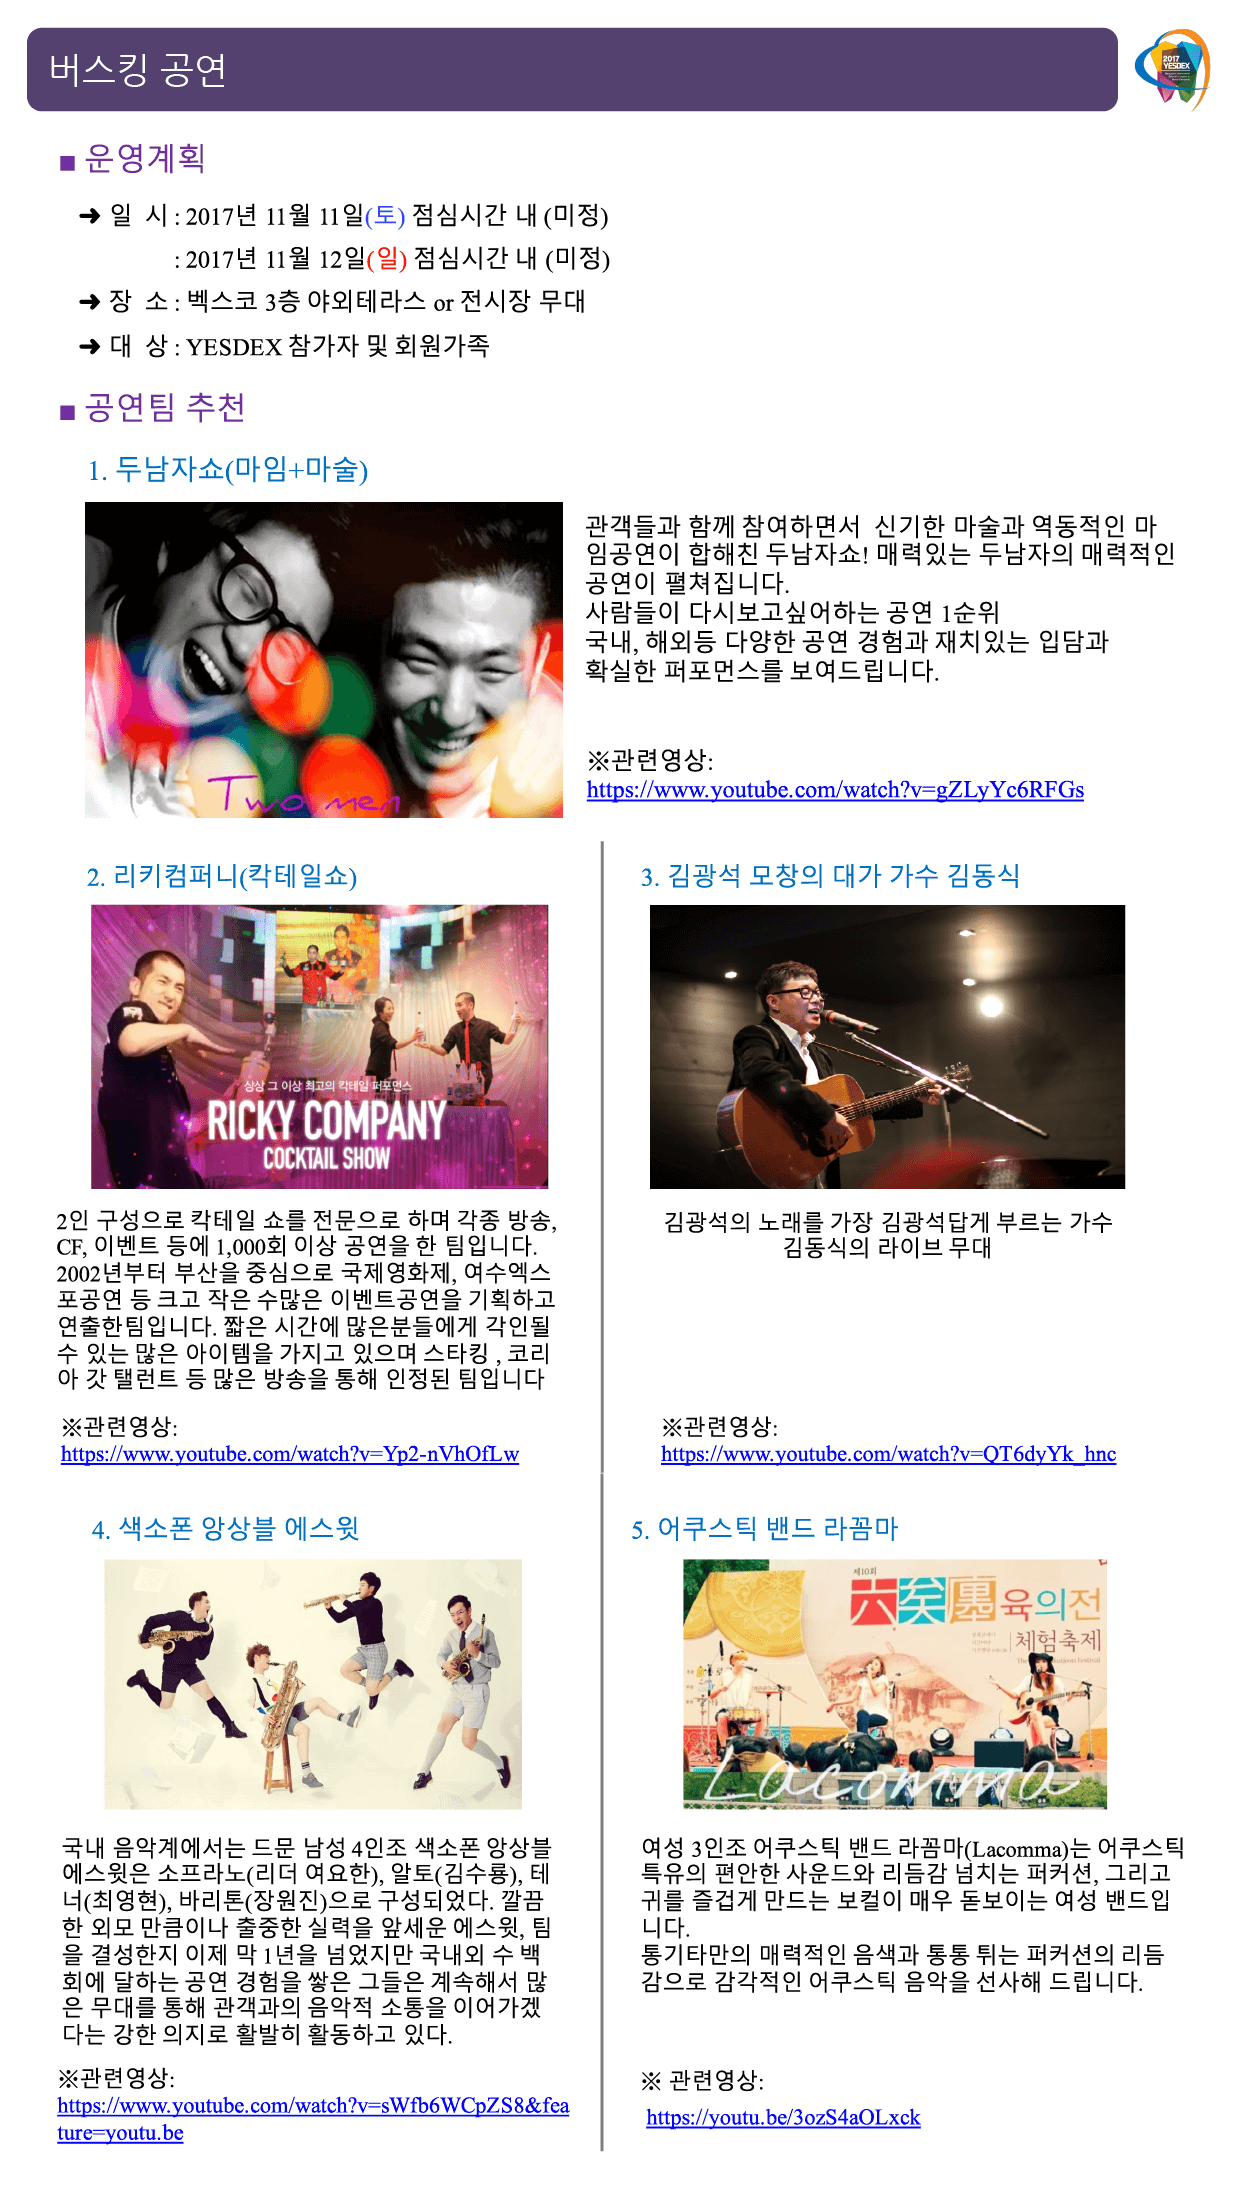 버스킹 공연
2017
YESDEX
■ 운영계획
➜ 일 시 : 2017년 11월 11일(토) 점심시간 내 (미정)
: 2017년 11월 12일(일) 점심시간 내 (미정)
➜ 장 소 : 벡스코 3층 야외테라스 or 전시장 무대
➜ 대 상 : YESDEX 참가자 및 회원가족
■ 공연팀 추천
1. 두남자쇼(마임+마술)
Two men
관객들과 함께 참여하면서 신기한 마술과 역동적인 마
임공연이 합해친 두남자쇼! 매력있는 두남자의 매력적인
공연이 펼쳐집니다.
사람들이 다시보고싶어하는 공연 1순위
국내, 해외등 다양한 공연 경험과 재치있는 입담과
확실한 퍼포먼스를 보여드립니다.
※관련영상:
https://www.youtube.com/watch?v=gZLyYc6RFGs
2. 리키컴퍼니(칵테일쇼)
상상 그 이상 최고의 칵테일 퍼포먼스
RICKY COMPANY
COCKTAIL SHOW
2인 구성으로 칵테일 쇼를 전문으로 하며 각종 방송,
CF, 이벤트 등에 1,000회 이상 공연을 한 팀입니다.
2002년부터 부산을 중심으로 국제영화제, 여수엑스
포공연 등 크고 작은 수많은 이벤트공연을 기획하고
연출한팀입니다. 짧은 시간에 많은분들에게 각인될
수 있는 많은 아이템을 가지고 있으며 스타킹 , 코리
아 갓 탤런트 등 많은 방송을 통해 인정된 팀입니다
※관련영상:
https://www.youtube.com/watch?v=Yp2-nVhOfLw
3. 김광석 모창의 대가 가수 김동식
김광석의 노래를 가장 김광석답게 부르는 가수
김동식의 라이브 무대
※관련영상:
https://www.youtube.com/watch?v=QT6dyYk_hnc
4. 색소폰 앙상블 에스윗
국내 음악계에서는 드문 남성 4인조 색소폰 앙상블
에스윗은 소프라노(리더 여요한), 알토(김수룡), 테
너(최영현), 바리톤(장원진)으로 구성되었다. 깔끔
한 외모 만큼이나 출중한 실력을 앞세운 에스윗, 팀
을 결성한지 이제 막 1년을 넘었지만 국내외 수 백
회에 달하는 공연 경험을 쌓은 그들은 계속해서 많
은 무대를 통해 관객과의 음악적 소통을 이어가겠
다는 강한 의지로 활발히 활동하고 있다.
※관련영상:
https://www.youtube.com/watch?v=sWfb6WCpZS8&fea
ture=youtu.be
5. 어쿠스틱 밴드 라꼼마
제10회
六矣廛 육의전
체험축제
Lacomma
여성 3인조 어쿠스틱 밴드 라꼼마(Lacomma)는 어쿠스틱
특유의 편안한 사운드와 리듬감 넘치는 퍼커션, 그리고
귀를 즐겁게 만드는 보컬이 매우 돋보이는 여성 밴드입
니다.
통기타만의 매력적인 음색과 통통 튀는 퍼커션의 리듬
감으로 감각적인 어쿠스틱 음악을 선사해 드립니다.
※ 관련영상:
https://youtu.be/3ozS4aOLxck